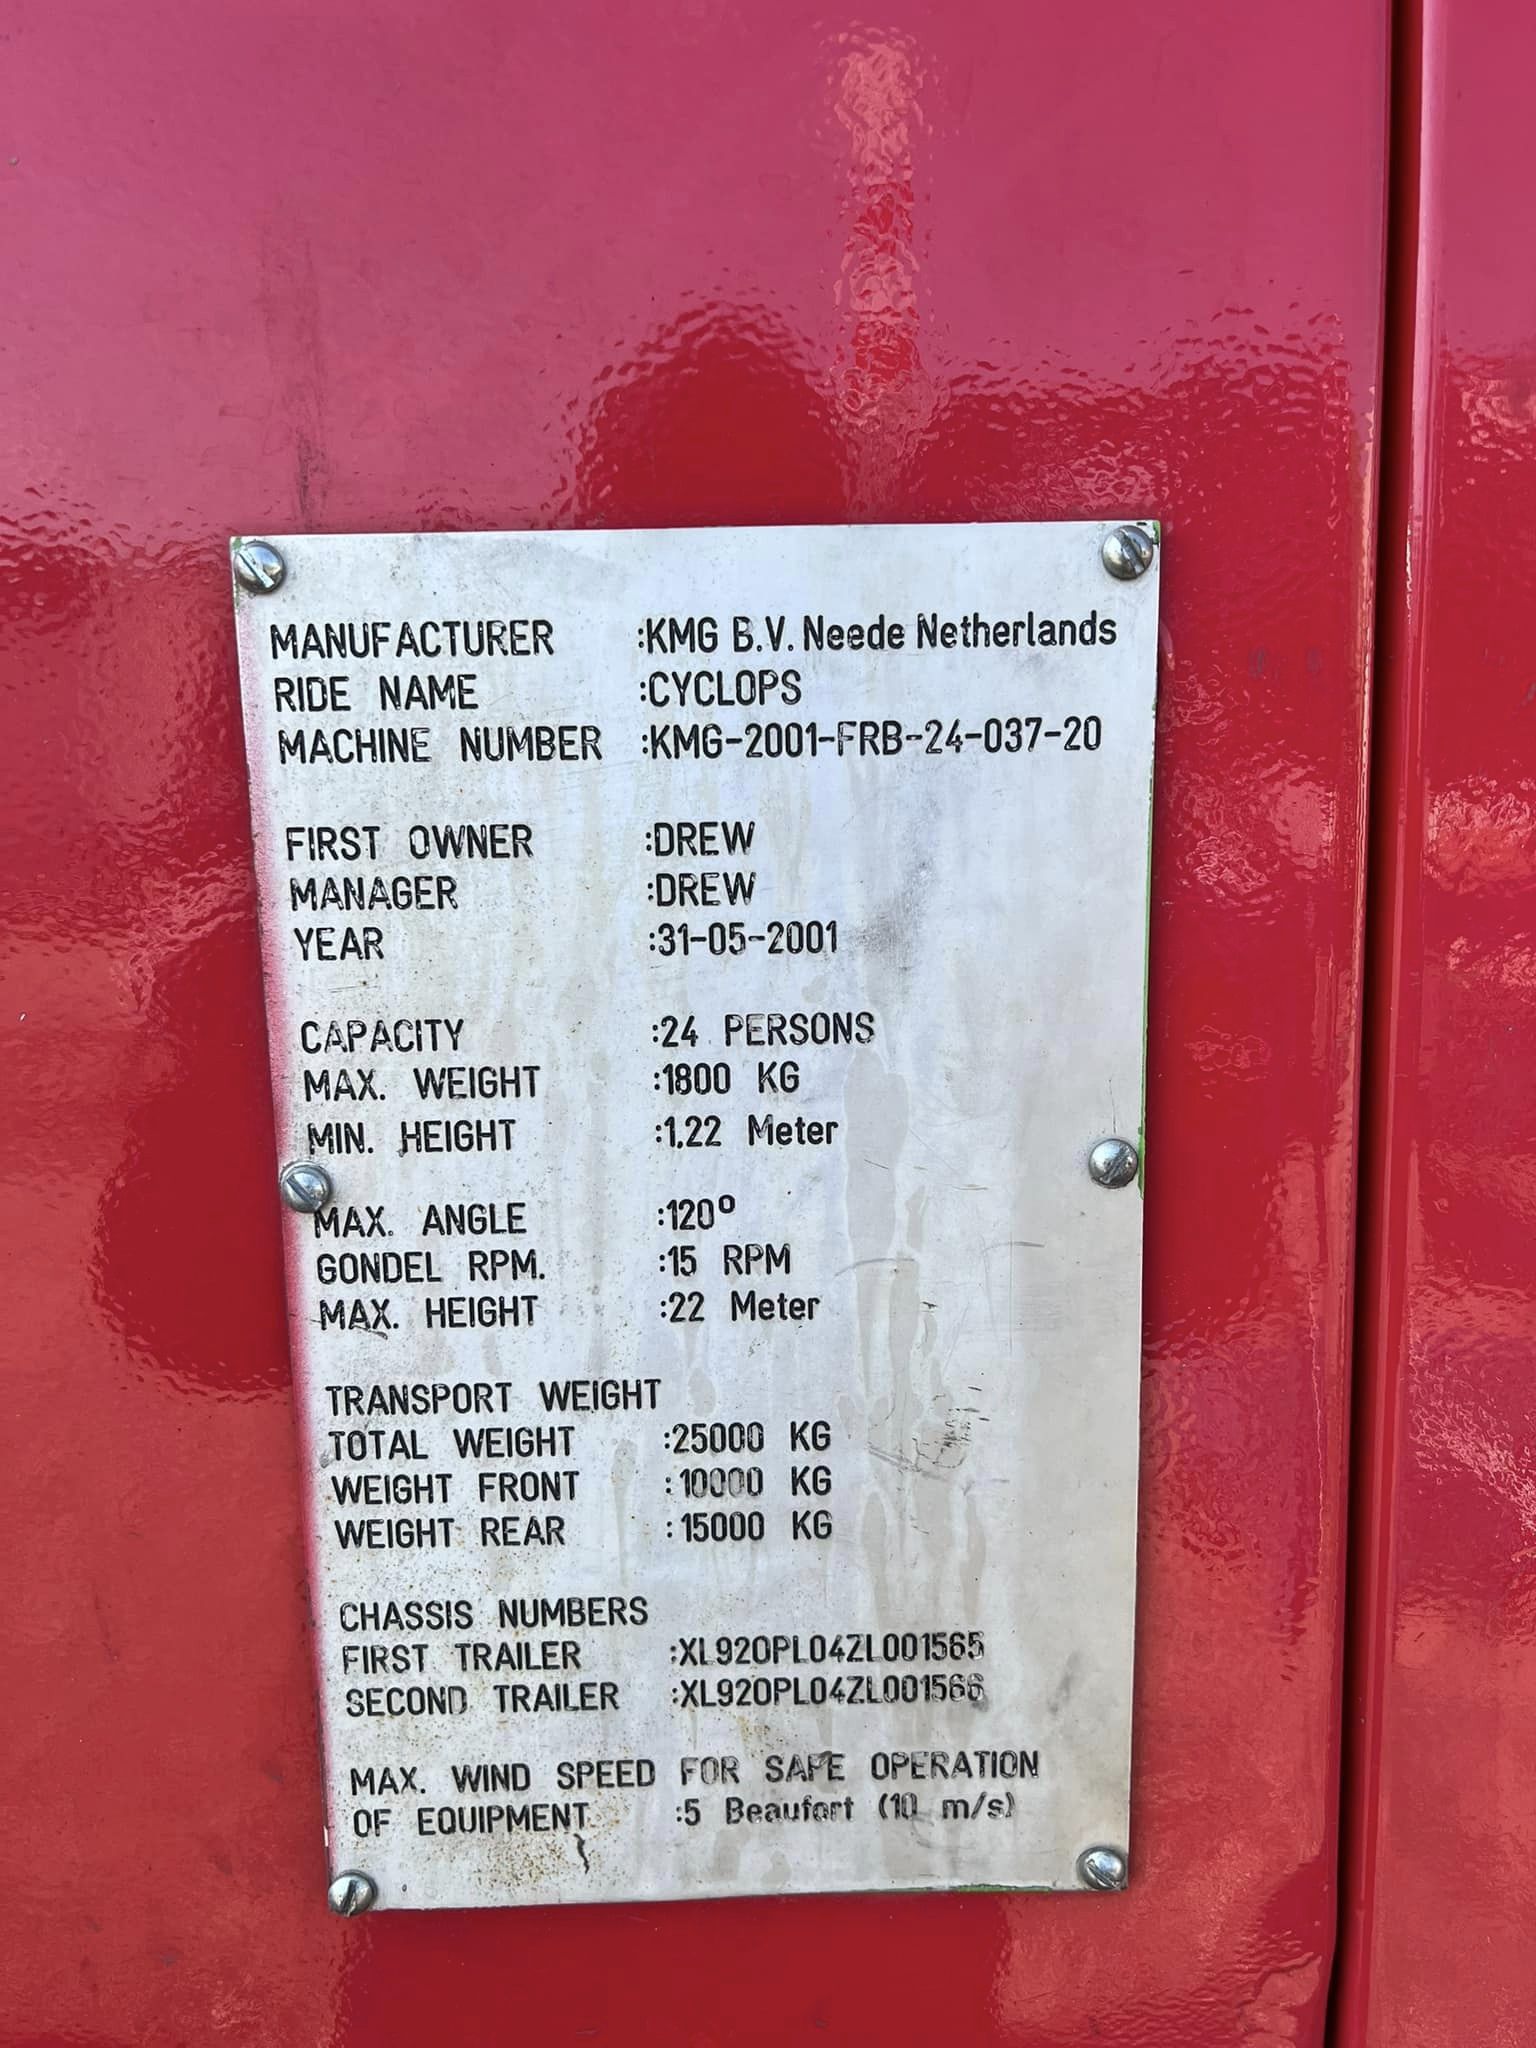 MANUFACTURER :KMG B.V. Neede Netherlands
RIDE NAME :CYCLOPS
MACHINE NUMBER :KMG-2001-FRB-24-037-20
FIRST OWNER :DREW
MANAGER :DREW
YEAR :31-05-2001
CAPACITY :24 PERSONS
MAX. WEIGHT :1800 KG
MIN. HEIGHT :1.22 Meter
MAX. ANGLE :120°
GONDEL RPM. :15 RPM
MAX. HEIGHT :22 Meter
TRANSPORT WEIGHT
TOTAL WEIGHT :25000 KG
WEIGHT FRONT :10000 KG
WEIGHT REAR :15000 KG
CHASSIS NUMBERS
FIRST TRAILER :XL920PL04ZL001565
SECOND TRAILER :XL920PL04ZL001566
MAX. WIND SPEED FOR SAFE OPERATION
OF EQUIPMENT :5 Beaufort (10 m/s)